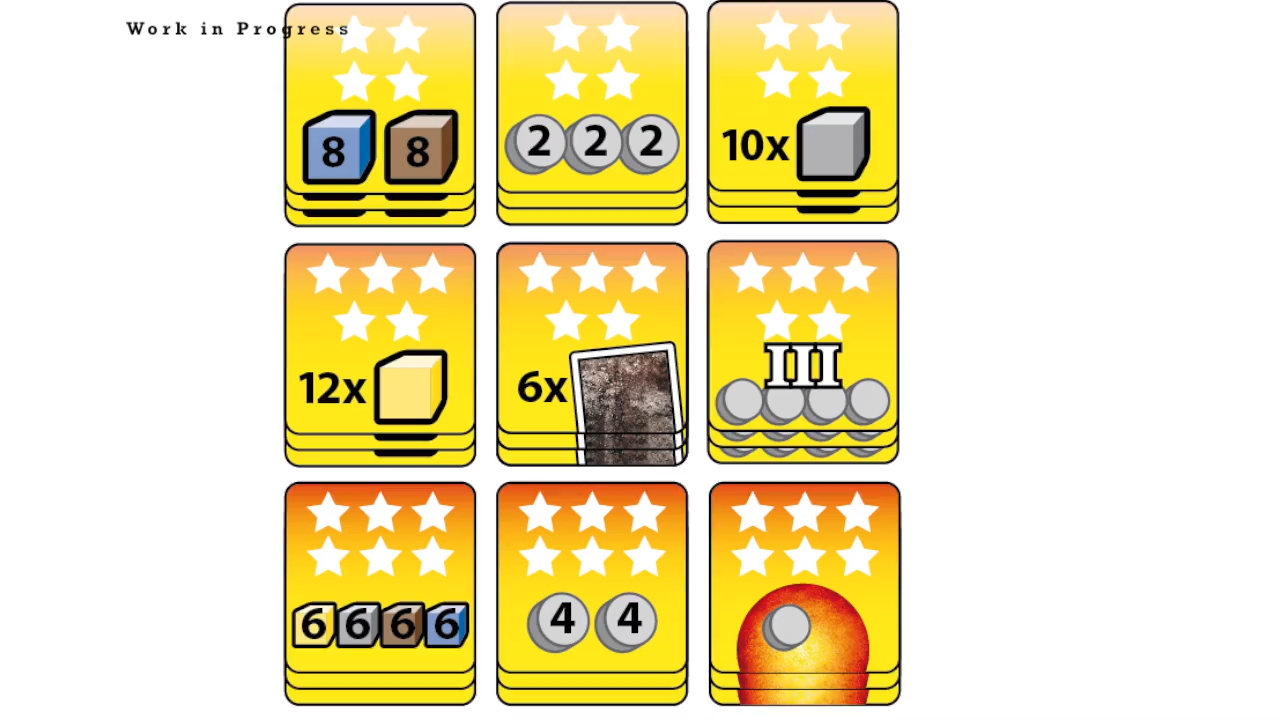 Work in Progress
8 8
2 2 2
10x
12x
6x
III
6 6 6 6
4 4